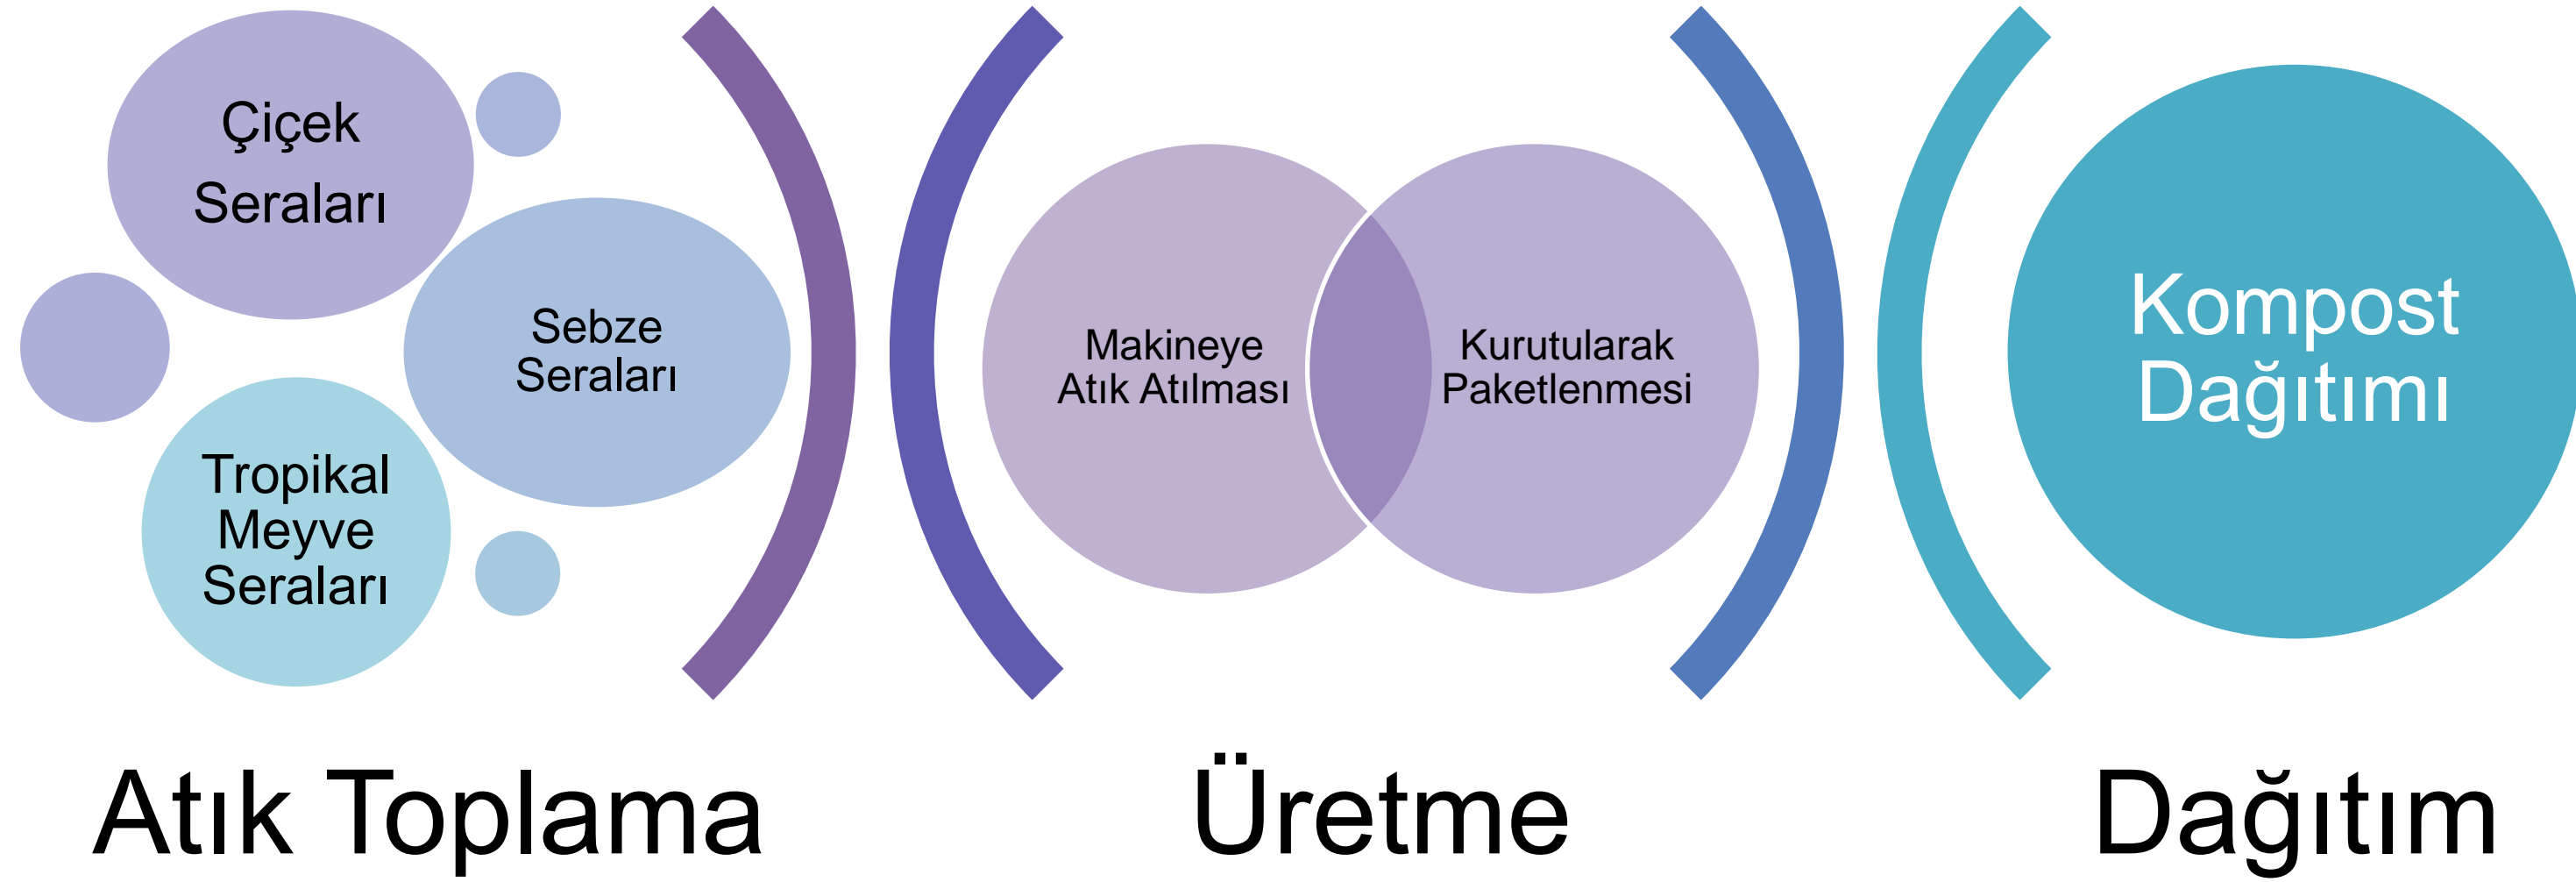 Çiçek
Seraları
Sebze
Seraları
Tropikal
Meyve
Seraları
Atık Toplama
Makineye
Atık Atılması
Kurutularak
Paketlenmesi
Üretme
Kompost
Dağıtımı
Dağıtım